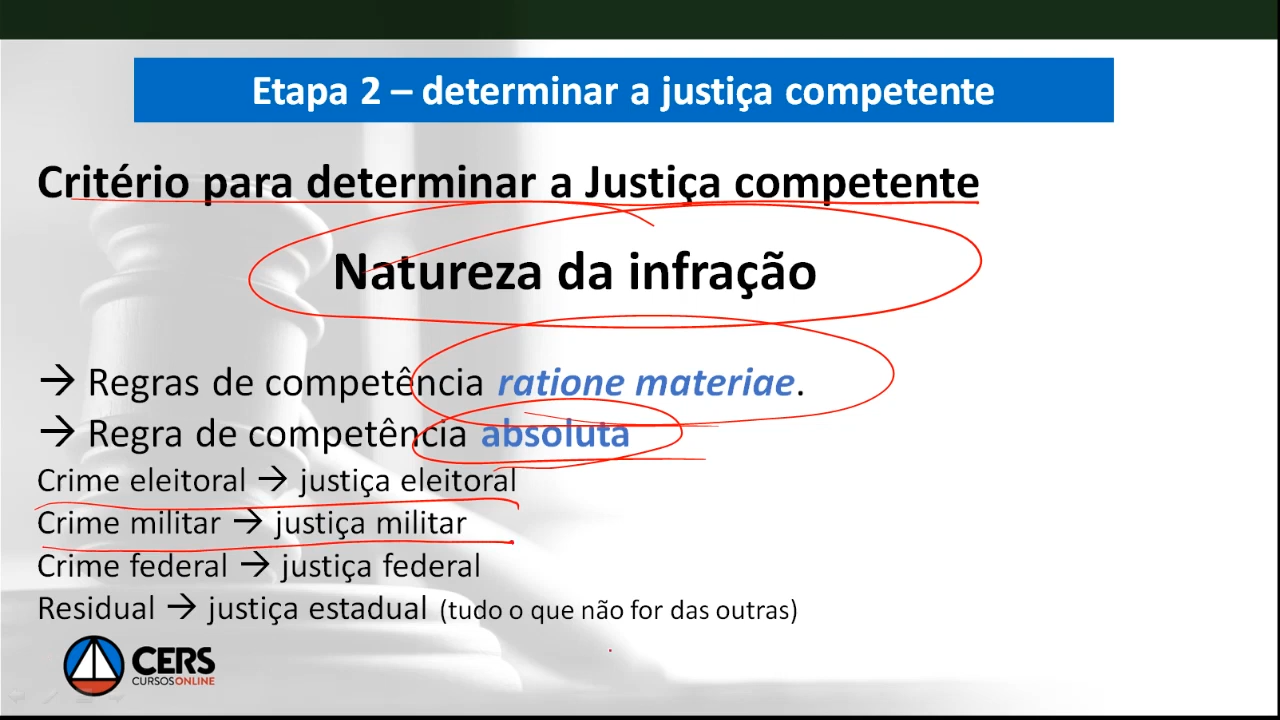 Etapa 2 – determinar a justiça competente
Critério para determinar a Justiça competente
Natureza da infração
→ Regras de competência ratione materiae.
→ Regra de competência absoluta
Crime eleitoral → justiça eleitoral
Crime militar → justiça militar
Crime federal → justiça federal
Residual → justiça estadual (tudo o que não for das outras)
CERS
CURSOS ONLINE